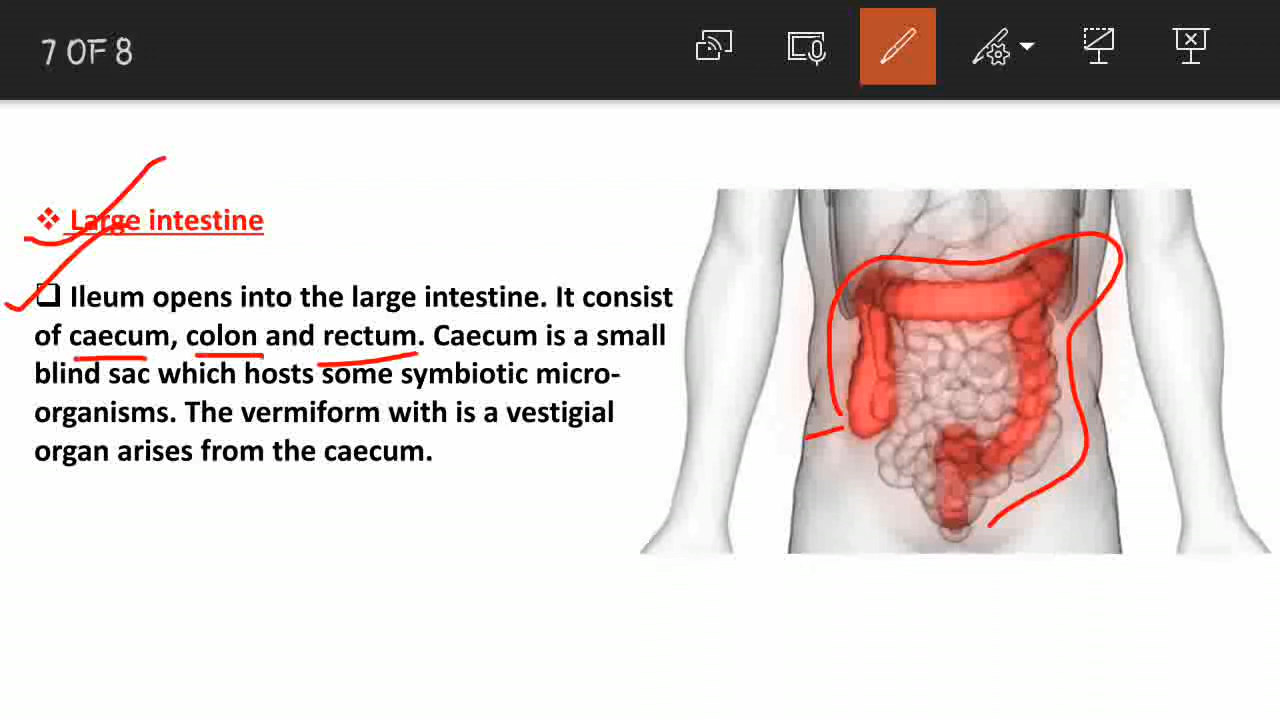 7 OF 8
Large intestine
Ileum opens into the large intestine. It consist
of caecum, colon and rectum. Caecum is a small
blind sac which hosts some symbiotic micro-
organisms. The vermiform with is a vestigial
organ arises from the caecum.